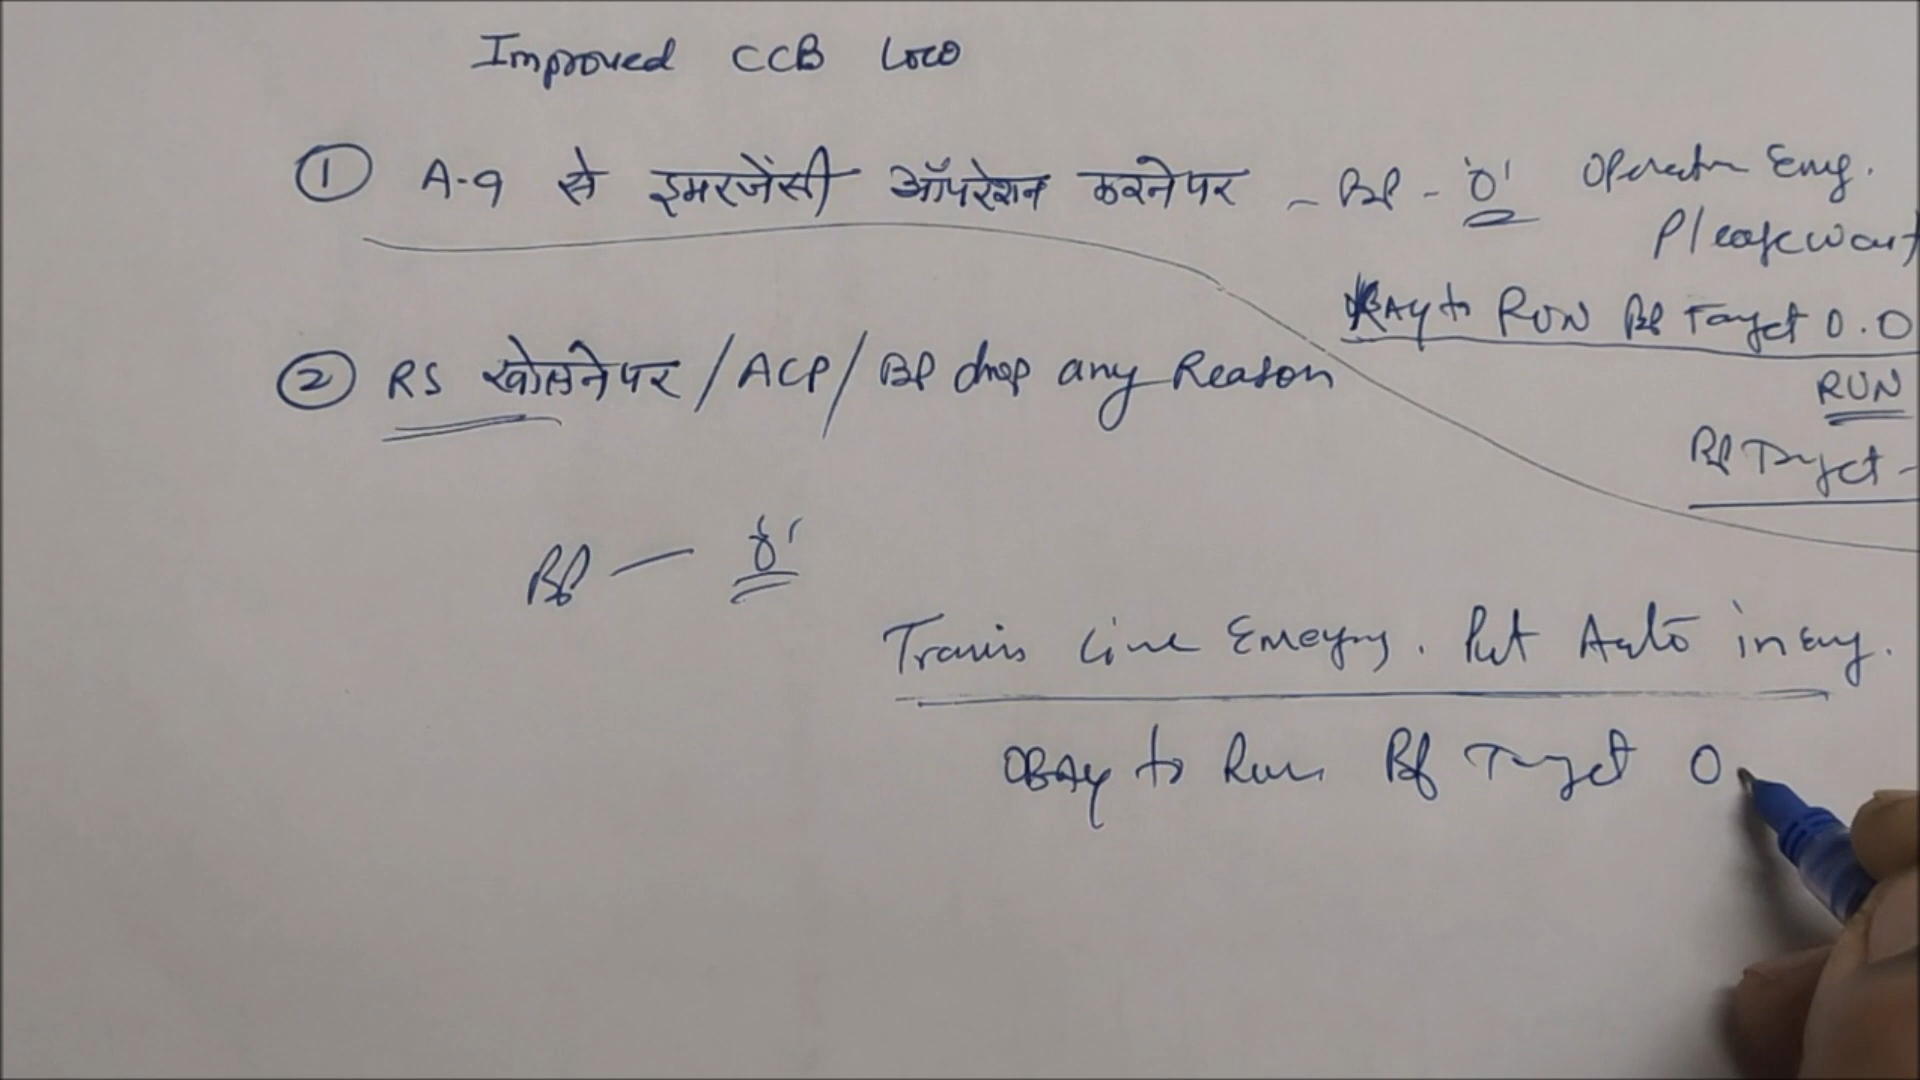 Improved CCB Loco
① A-9 से इमरजेंसी ऑपरेशन करनेपर - BP - '0' Operator Emg.
Please wait
OKAY to RUN BP Target 0.0
RUN
BP Target -
② RS खोलनेपर / ACP / BP drop any Reason
BP — '0'
Train Line Emergency. Put Auto in emg.
OKAY to Run BP Target 0